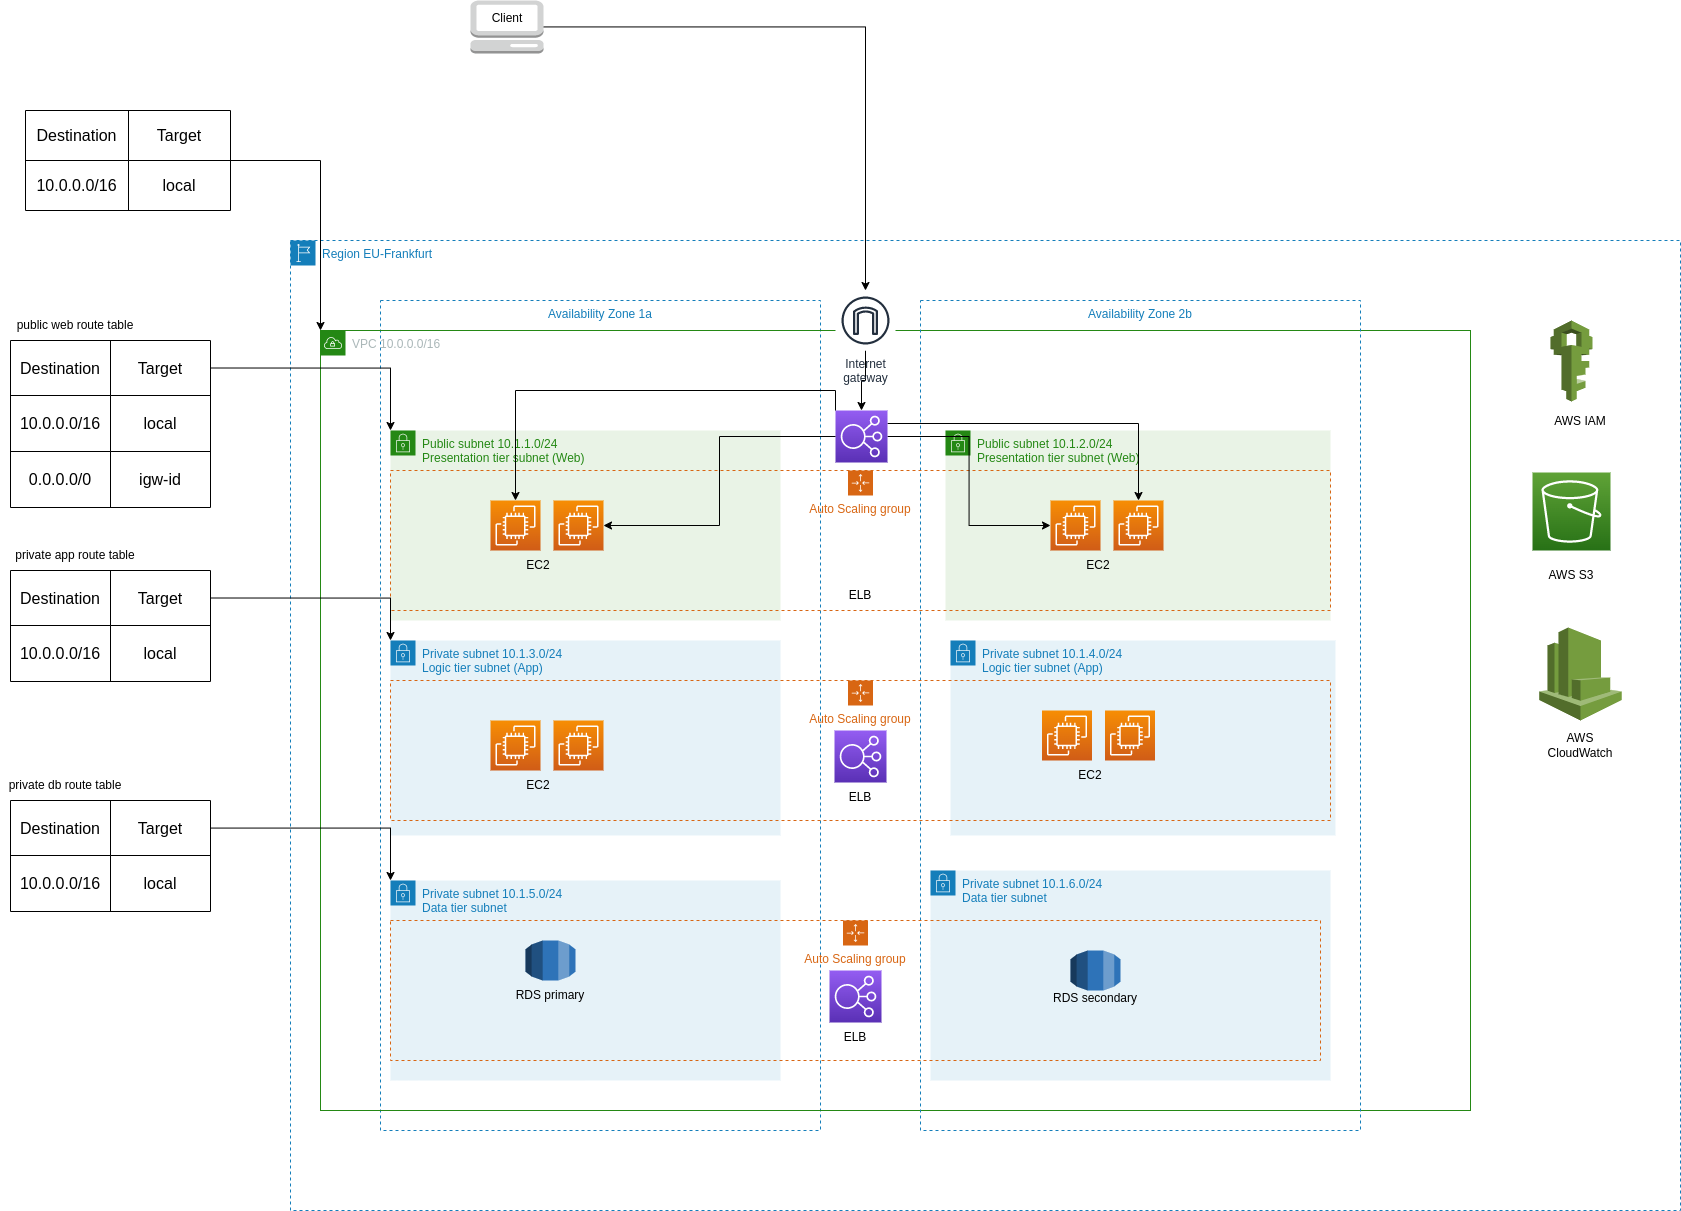 Client
Destination Target
10.0.0.0/16 local
Region EU-Frankfurt
Availability Zone 1a
Availability Zone 2b
VPC 10.0.0.0/16
Internet
gateway
public web route table
Destination Target
10.0.0.0/16 local
0.0.0.0/0 igw-id
Public subnet 10.1.1.0/24
Presentation tier subnet (Web)
Public subnet 10.1.2.0/24
Presentation tier subnet (Web)
Auto Scaling group
EC2
EC2
ELB
private app route table
Destination Target
10.0.0.0/16 local
Private subnet 10.1.3.0/24
Logic tier subnet (App)
Private subnet 10.1.4.0/24
Logic tier subnet (App)
Auto Scaling group
EC2
EC2
ELB
private db route table
Destination Target
10.0.0.0/16 local
Private subnet 10.1.5.0/24
Data tier subnet
Private subnet 10.1.6.0/24
Data tier subnet
Auto Scaling group
RDS primary
RDS secondary
ELB
AWS IAM
AWS S3
AWS
CloudWatch